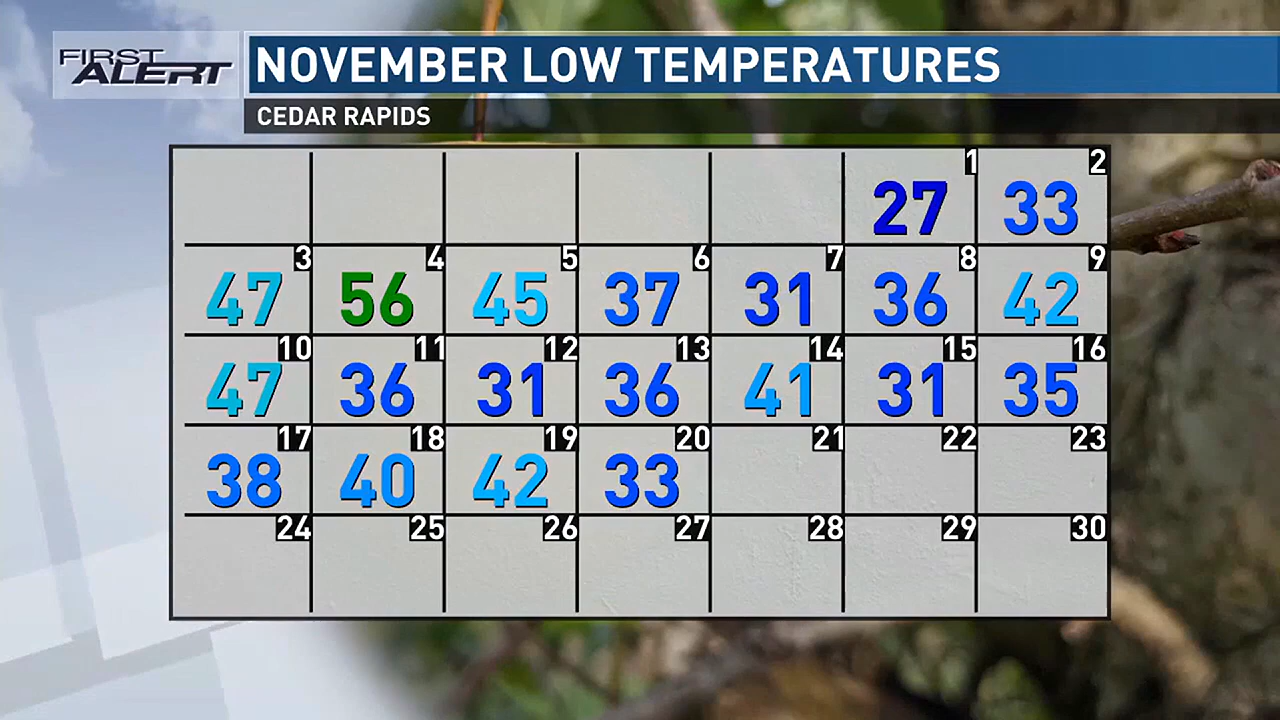 FIRST ALERT
NOVEMBER LOW TEMPERATURES
CEDAR RAPIDS
1 2
27 33
3 4 5 6 7 8 9
47 56 45 37 31 36 42
10 11 12 13 14 15 16
47 36 31 36 41 31 35
17 18 19 20 21 22 23
38 40 42 33
24 25 26 27 28 29 30